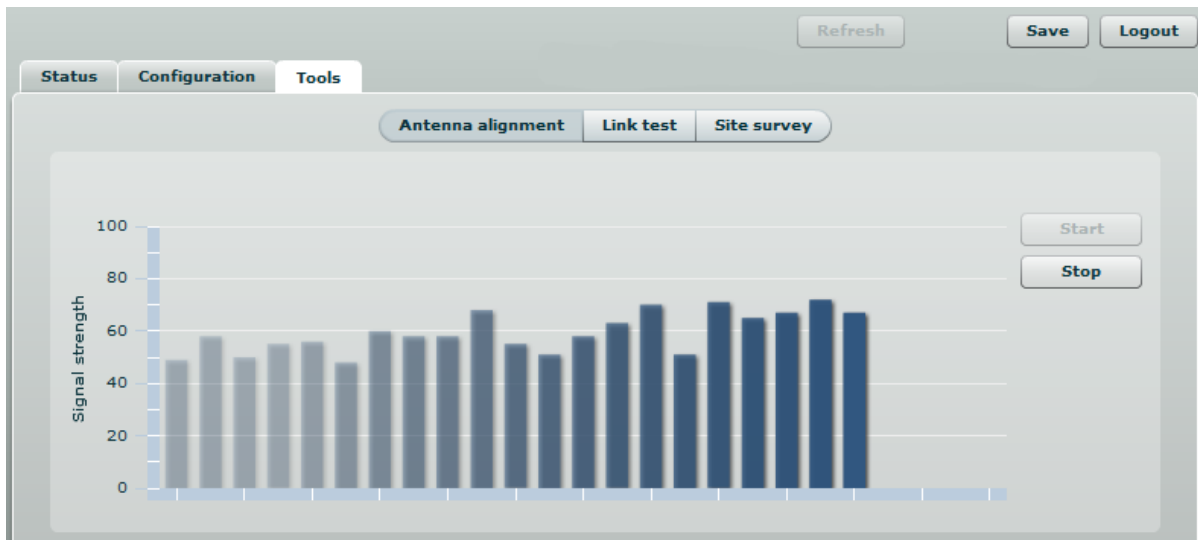 Refresh Save Logout
Status Configuration Tools
Antenna alignment Link test Site survey
100
80
60
40
20
0
Signal strength
Start
Stop